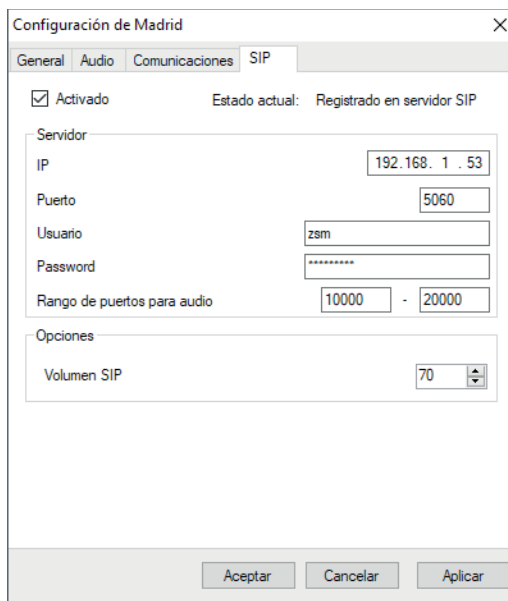 Configuración de Madrid
General Audio Comunicaciones SIP
Activado Estado actual: Registrado en servidor SIP
Servidor
IP 192.168. 1 . 53
Puerto 5060
Usuario zsm
Password *********
Rango de puertos para audio 10000 - 20000
Opciones
Volumen SIP 70
Aceptar Cancelar Aplicar